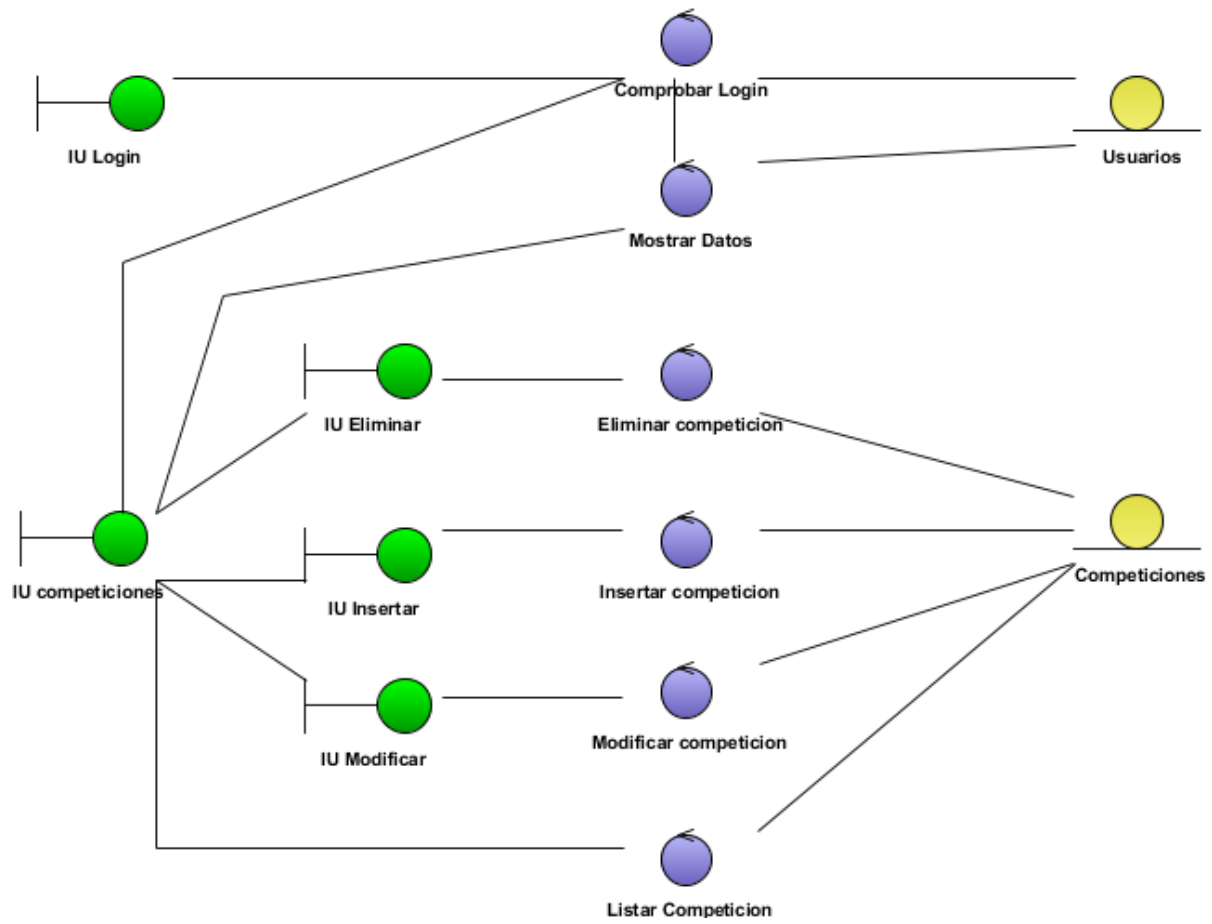 Comprobar Login
IU Login
Usuarios
Mostrar Datos
IU Eliminar
Eliminar competicion
IU competiciones
IU Insertar
Insertar competicion
Competiciones
IU Modificar
Modificar competicion
Listar Competicion